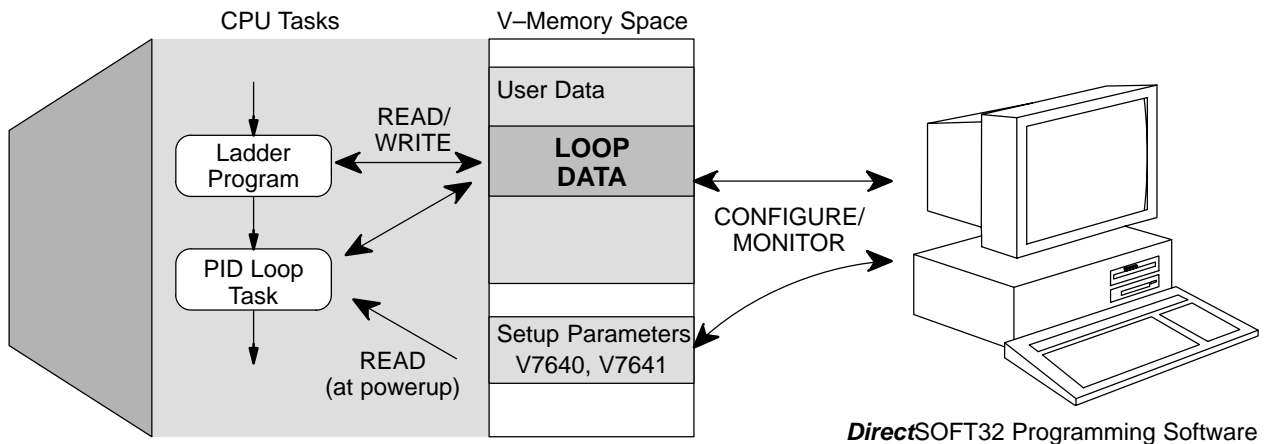 CPU Tasks
V–Memory Space
User Data
READ/
WRITE
Ladder
Program
LOOP
DATA
CONFIGURE/
MONITOR
PID Loop
Task
READ
(at powerup)
Setup Parameters
V7640, V7641
DirectSOFT32 Programming Software